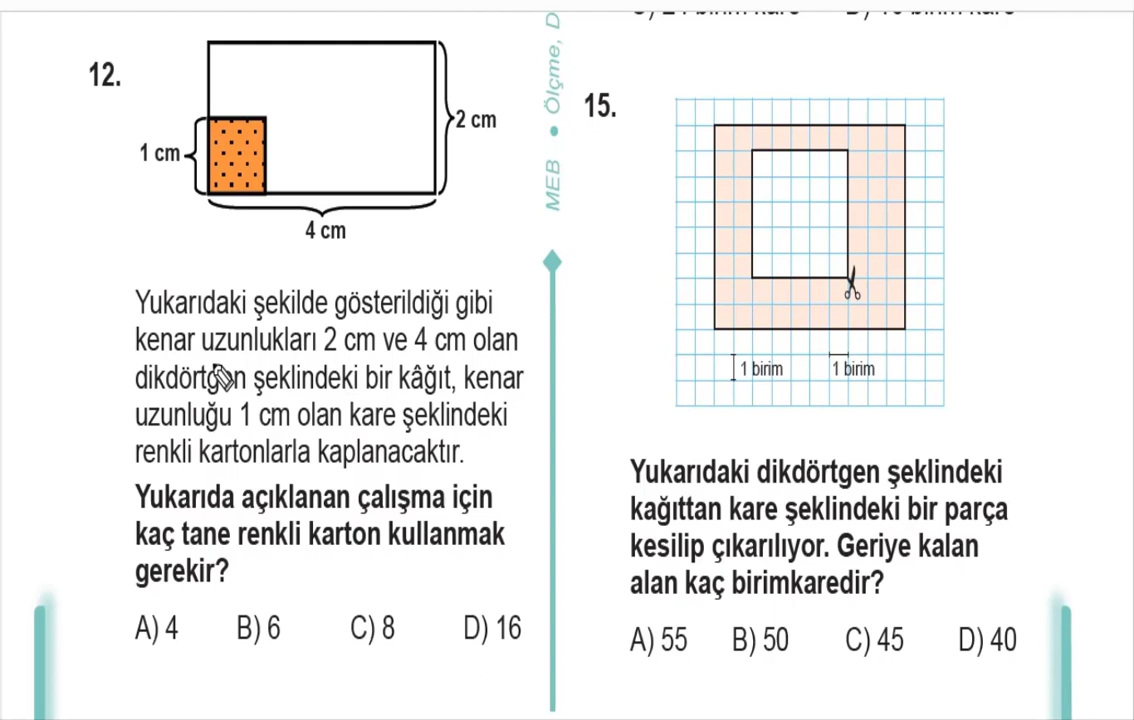 12.
2 cm
1 cm
4 cm
Yukarıdaki şekilde gösterildiği gibi
kenar uzunlukları 2 cm ve 4 cm olan
dikdörtgen şeklindeki bir kâğıt, kenar
uzunluğu 1 cm olan kare şeklindeki
renkli kartonlarla kaplanacaktır.
Yukarıda açıklanan çalışma için
kaç tane renkli karton kullanmak
gerekir?
A) 4 B) 6 C) 8 D) 16
MEB • Ölçme, D
15.
1 birim 1 birim
Yukarıdaki dikdörtgen şeklindeki
kağıttan kare şeklindeki bir parça
kesilip çıkarılıyor. Geriye kalan
alan kaç birimkaredir?
A) 55 B) 50 C) 45 D) 40